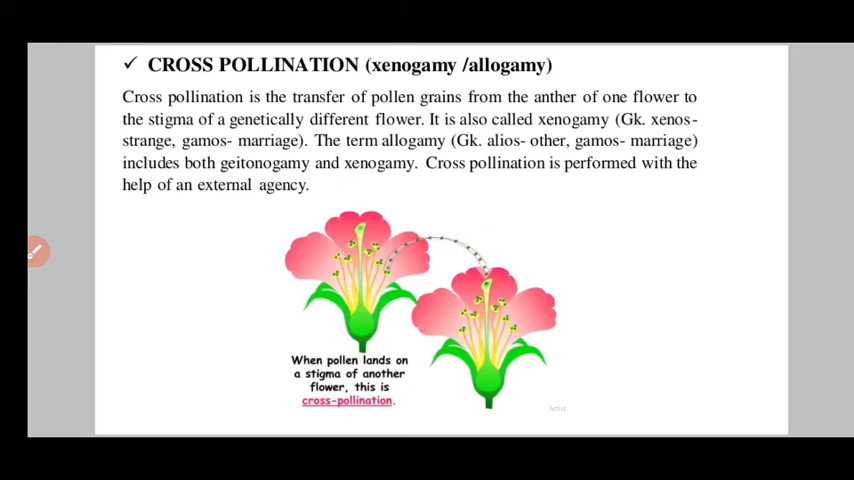 ✓ CROSS POLLINATION (xenogamy /allogamy)
Cross pollination is the transfer of pollen grains from the anther of one flower to
the stigma of a genetically different flower. It is also called xenogamy (Gk. xenos-
strange, gamos- marriage). The term allogamy (Gk. alios- other, gamos- marriage)
includes both geitonogamy and xenogamy. Cross pollination is performed with the
help of an external agency.
When pollen lands on
a stigma of another
flower, this is
cross-pollination.